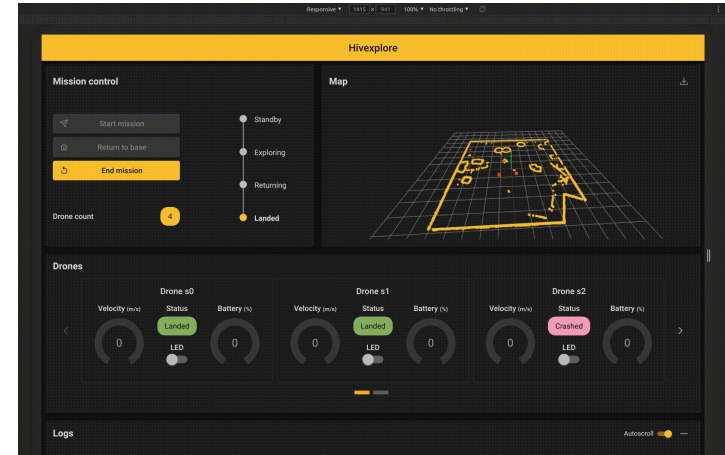 Responsive ▼ 1415 × 841 100% ▼ No throttling ▼
Hivexplore
Mission control
Start mission
Return to base
End mission
Drone count 4
Standby
Exploring
Returning
Landed
Map
Drones
Drone s0
Velocity (m/s) Status Battery (%)
0 Landed 0
LED
Drone s1
Velocity (m/s) Status Battery (%)
0 Landed 0
LED
Drone s2
Velocity (m/s) Status Battery (%)
0 Crashed 0
LED
Logs
Autoscroll